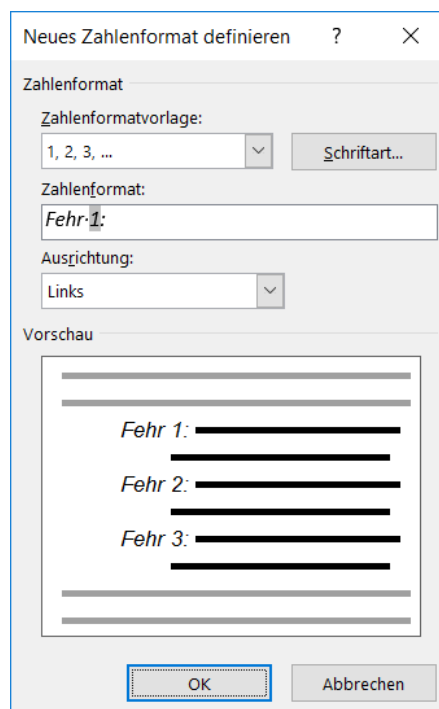 Neues Zahlenformat definieren ? ×
Zahlenformat
Zahlenformatvorlage:
1, 2, 3, ...
Schriftart...
Zahlenformat:
Fehr·1:
Ausrichtung:
Links
Vorschau
Fehr 1:
Fehr 2:
Fehr 3:
OK Abbrechen